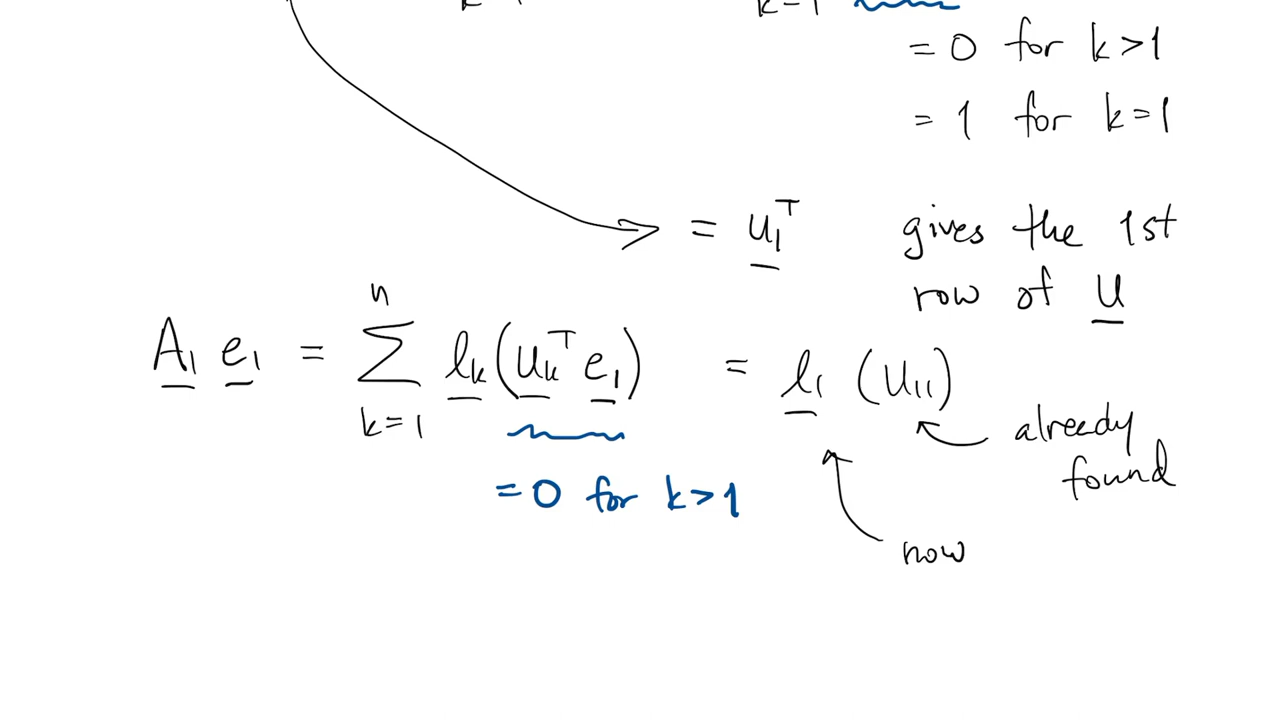 k=1
= 0 for k>1
= 1 for k=1
= u₁ᵀ gives the 1st
row of U
A₁ e₁ = ∑ₖ₌₁ⁿ lₖ(uₖᵀ e₁) = l₁ (u₁₁)
already
found
= 0 for k>1
now